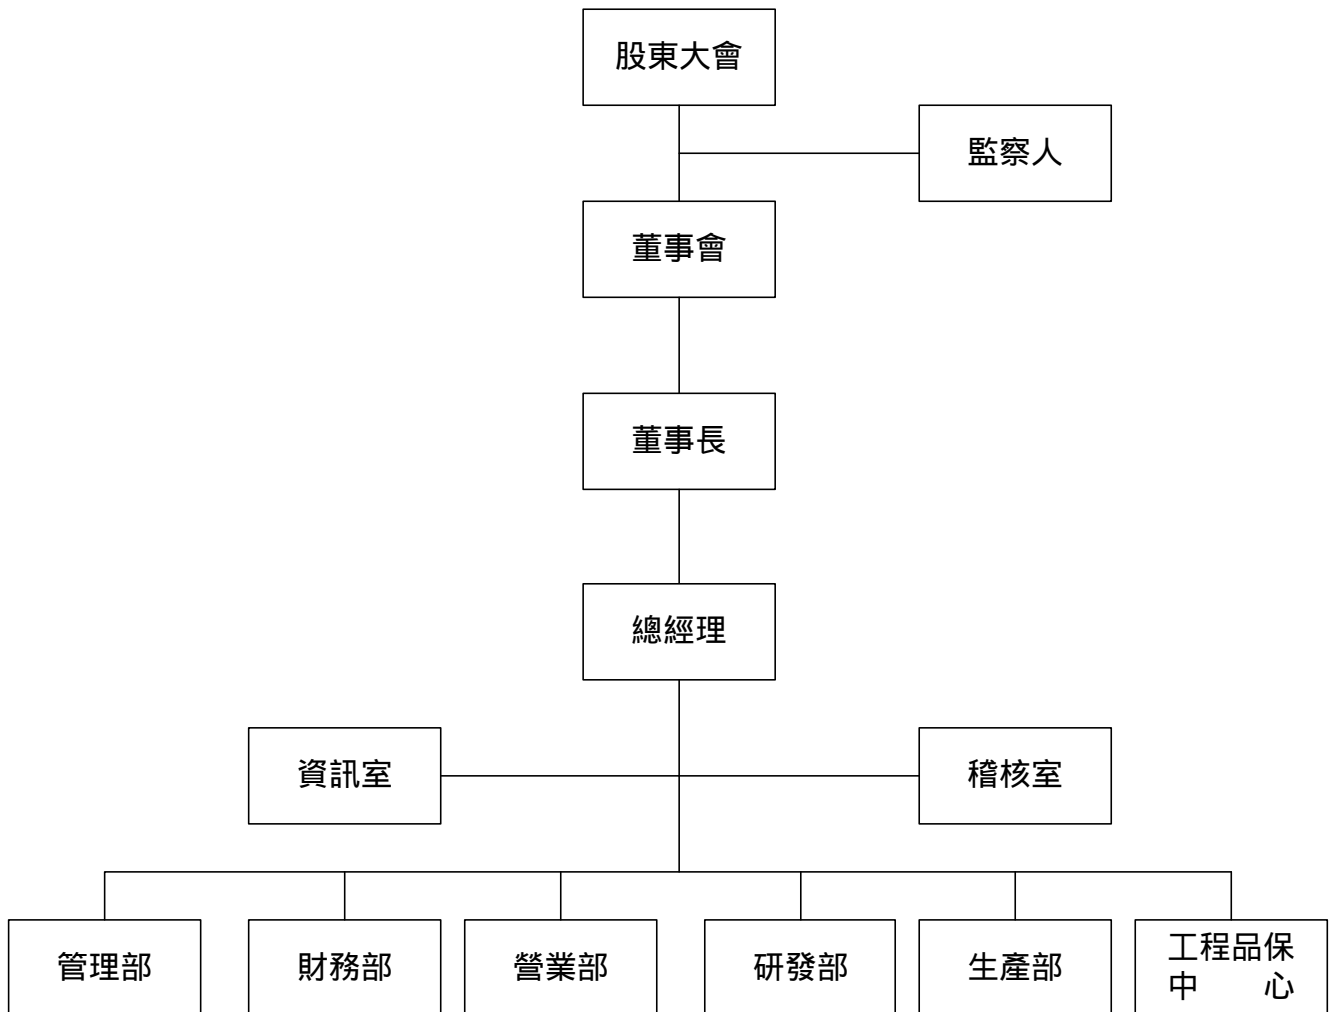 股東大會
監察人
董事會
董事長
總經理
資訊室
稽核室
管理部
財務部
營業部
研發部
生產部
工程品保
中 心